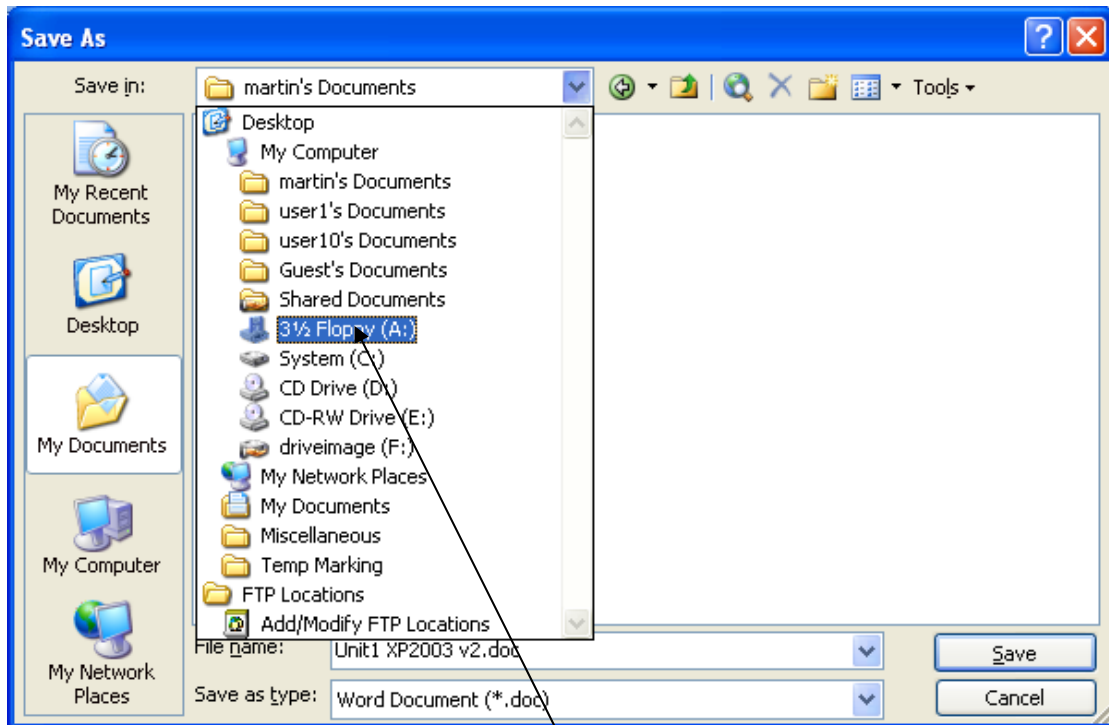 Save As
Save in: martin's Documents Tools
Desktop
My Computer
martin's Documents
user1's Documents
user10's Documents
Guest's Documents
Shared Documents
3½ Floppy (A:)
System (C:)
CD Drive (D:)
CD-RW Drive (E:)
driveimage (F:)
My Network Places
My Documents
Miscellaneous
Temp Marking
FTP Locations
Add/Modify FTP Locations
My Recent
Documents
Desktop
My Documents
My Computer
My Network
Places
File name: Unit1 XP2003 v2.doc Save
Save as type: Word Document (*.doc) Cancel